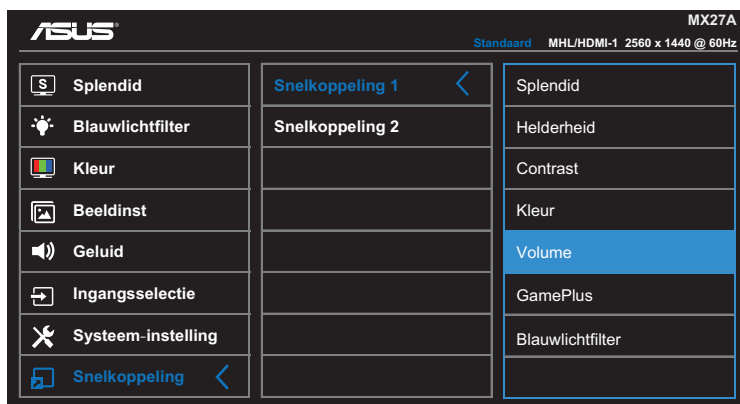 ASUS
MX27A
Standaard MHL/HDMI-1 2560 x 1440 @ 60Hz
S Splendid
Blauwlichtfilter
Kleur
Beeldinst
Geluid
Ingangsselectie
Systeem-instelling
Snelkoppeling
Snelkoppeling 1
Snelkoppeling 2
Splendid
Helderheid
Contrast
Kleur
Volume
GamePlus
Blauwlichtfilter